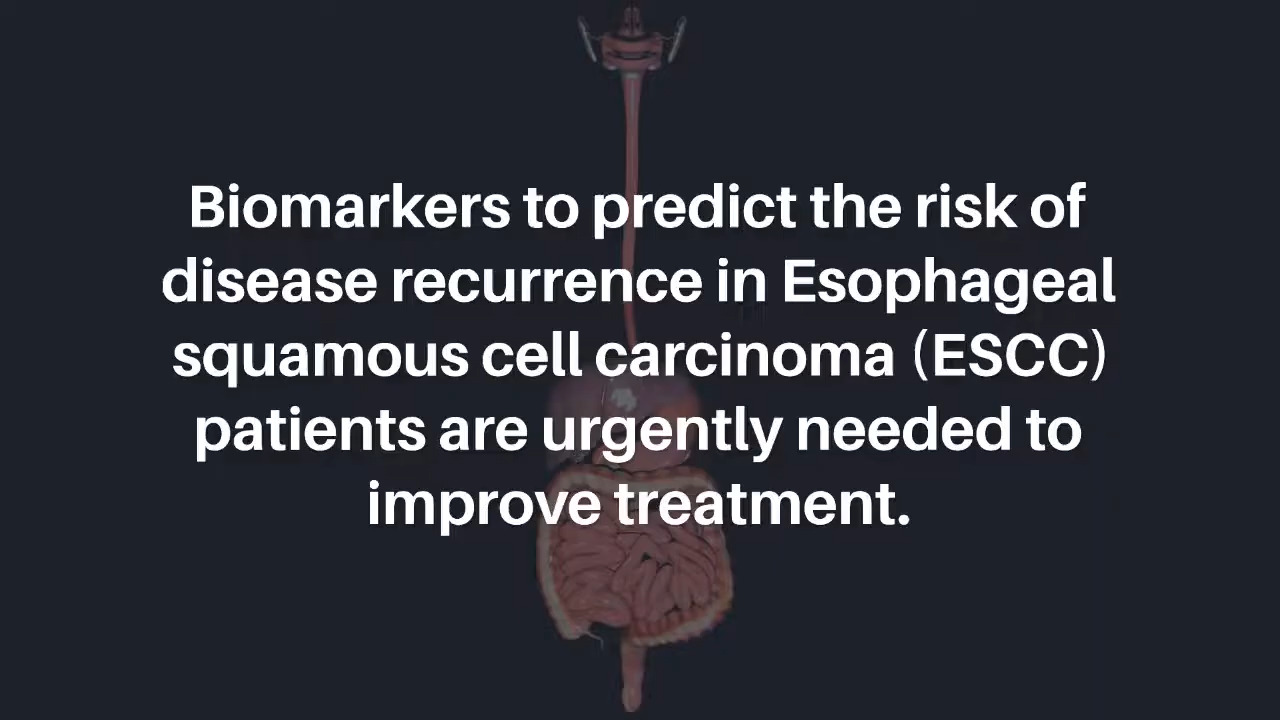 Biomarkers to predict the risk of
disease recurrence in Esophageal
squamous cell carcinoma (ESCC)
patients are urgently needed to
improve treatment.